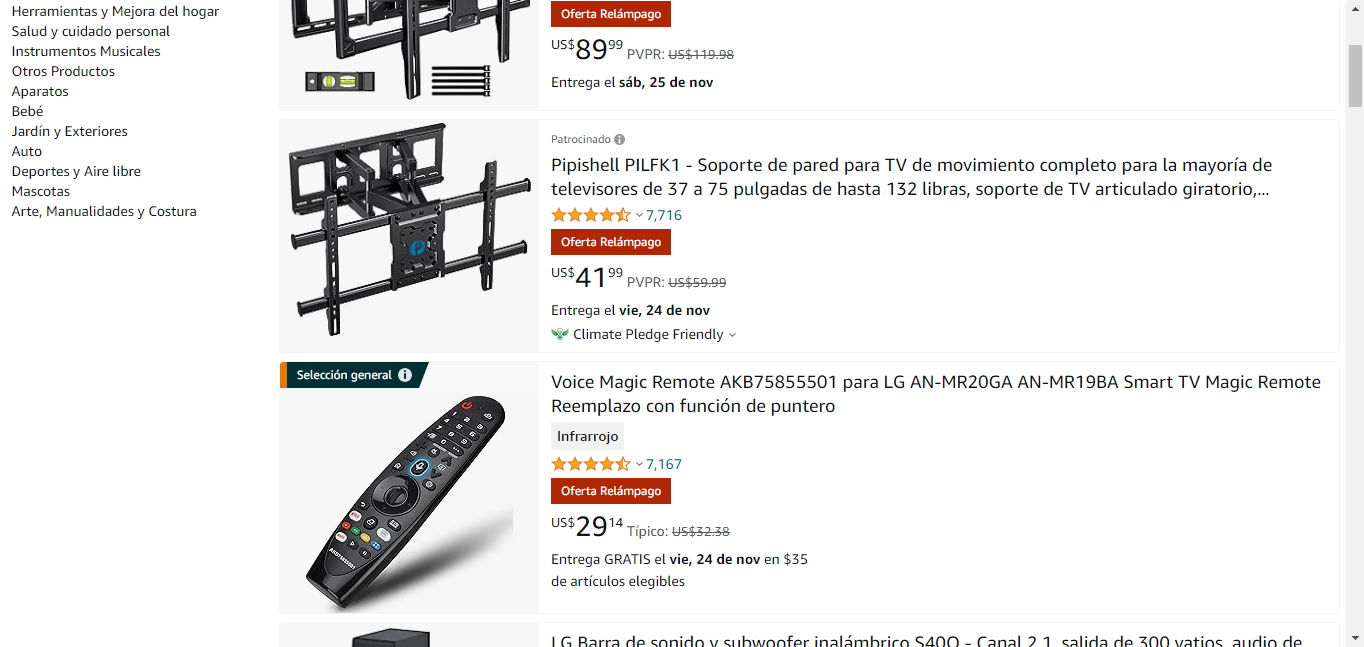 Herramientas y Mejora del hogar
Salud y cuidado personal
Instrumentos Musicales
Otros Productos
Aparatos
Bebé
Jardín y Exteriores
Auto
Deportes y Aire libre
Mascotas
Arte, Manualidades y Costura
Oferta Relámpago
US$89.99 PVPR: US$119.98
Entrega el sáb, 25 de nov
Patrocinado
Pipishell PILFK1 - Soporte de pared para TV de movimiento completo para la mayoría de
televisores de 37 a 75 pulgadas de hasta 132 libras, soporte de TV articulado giratorio,...
7,716
Oferta Relámpago
US$41.99 PVPR: US$59.99
Entrega el vie, 24 de nov
Climate Pledge Friendly
Selección general
Voice Magic Remote AKB75855501 para LG AN-MR20GA AN-MR19BA Smart TV Magic Remote
Reemplazo con función de puntero
Infrarrojo
7,167
Oferta Relámpago
US$29.14 Típico: US$32.38
Entrega GRATIS el vie, 24 de nov en $35
de artículos elegibles
AKB75855501
LG Barra de sonido y subwoofer inalámbrico S40Q - Canal 2.1, salida de 300 vatios, audio de